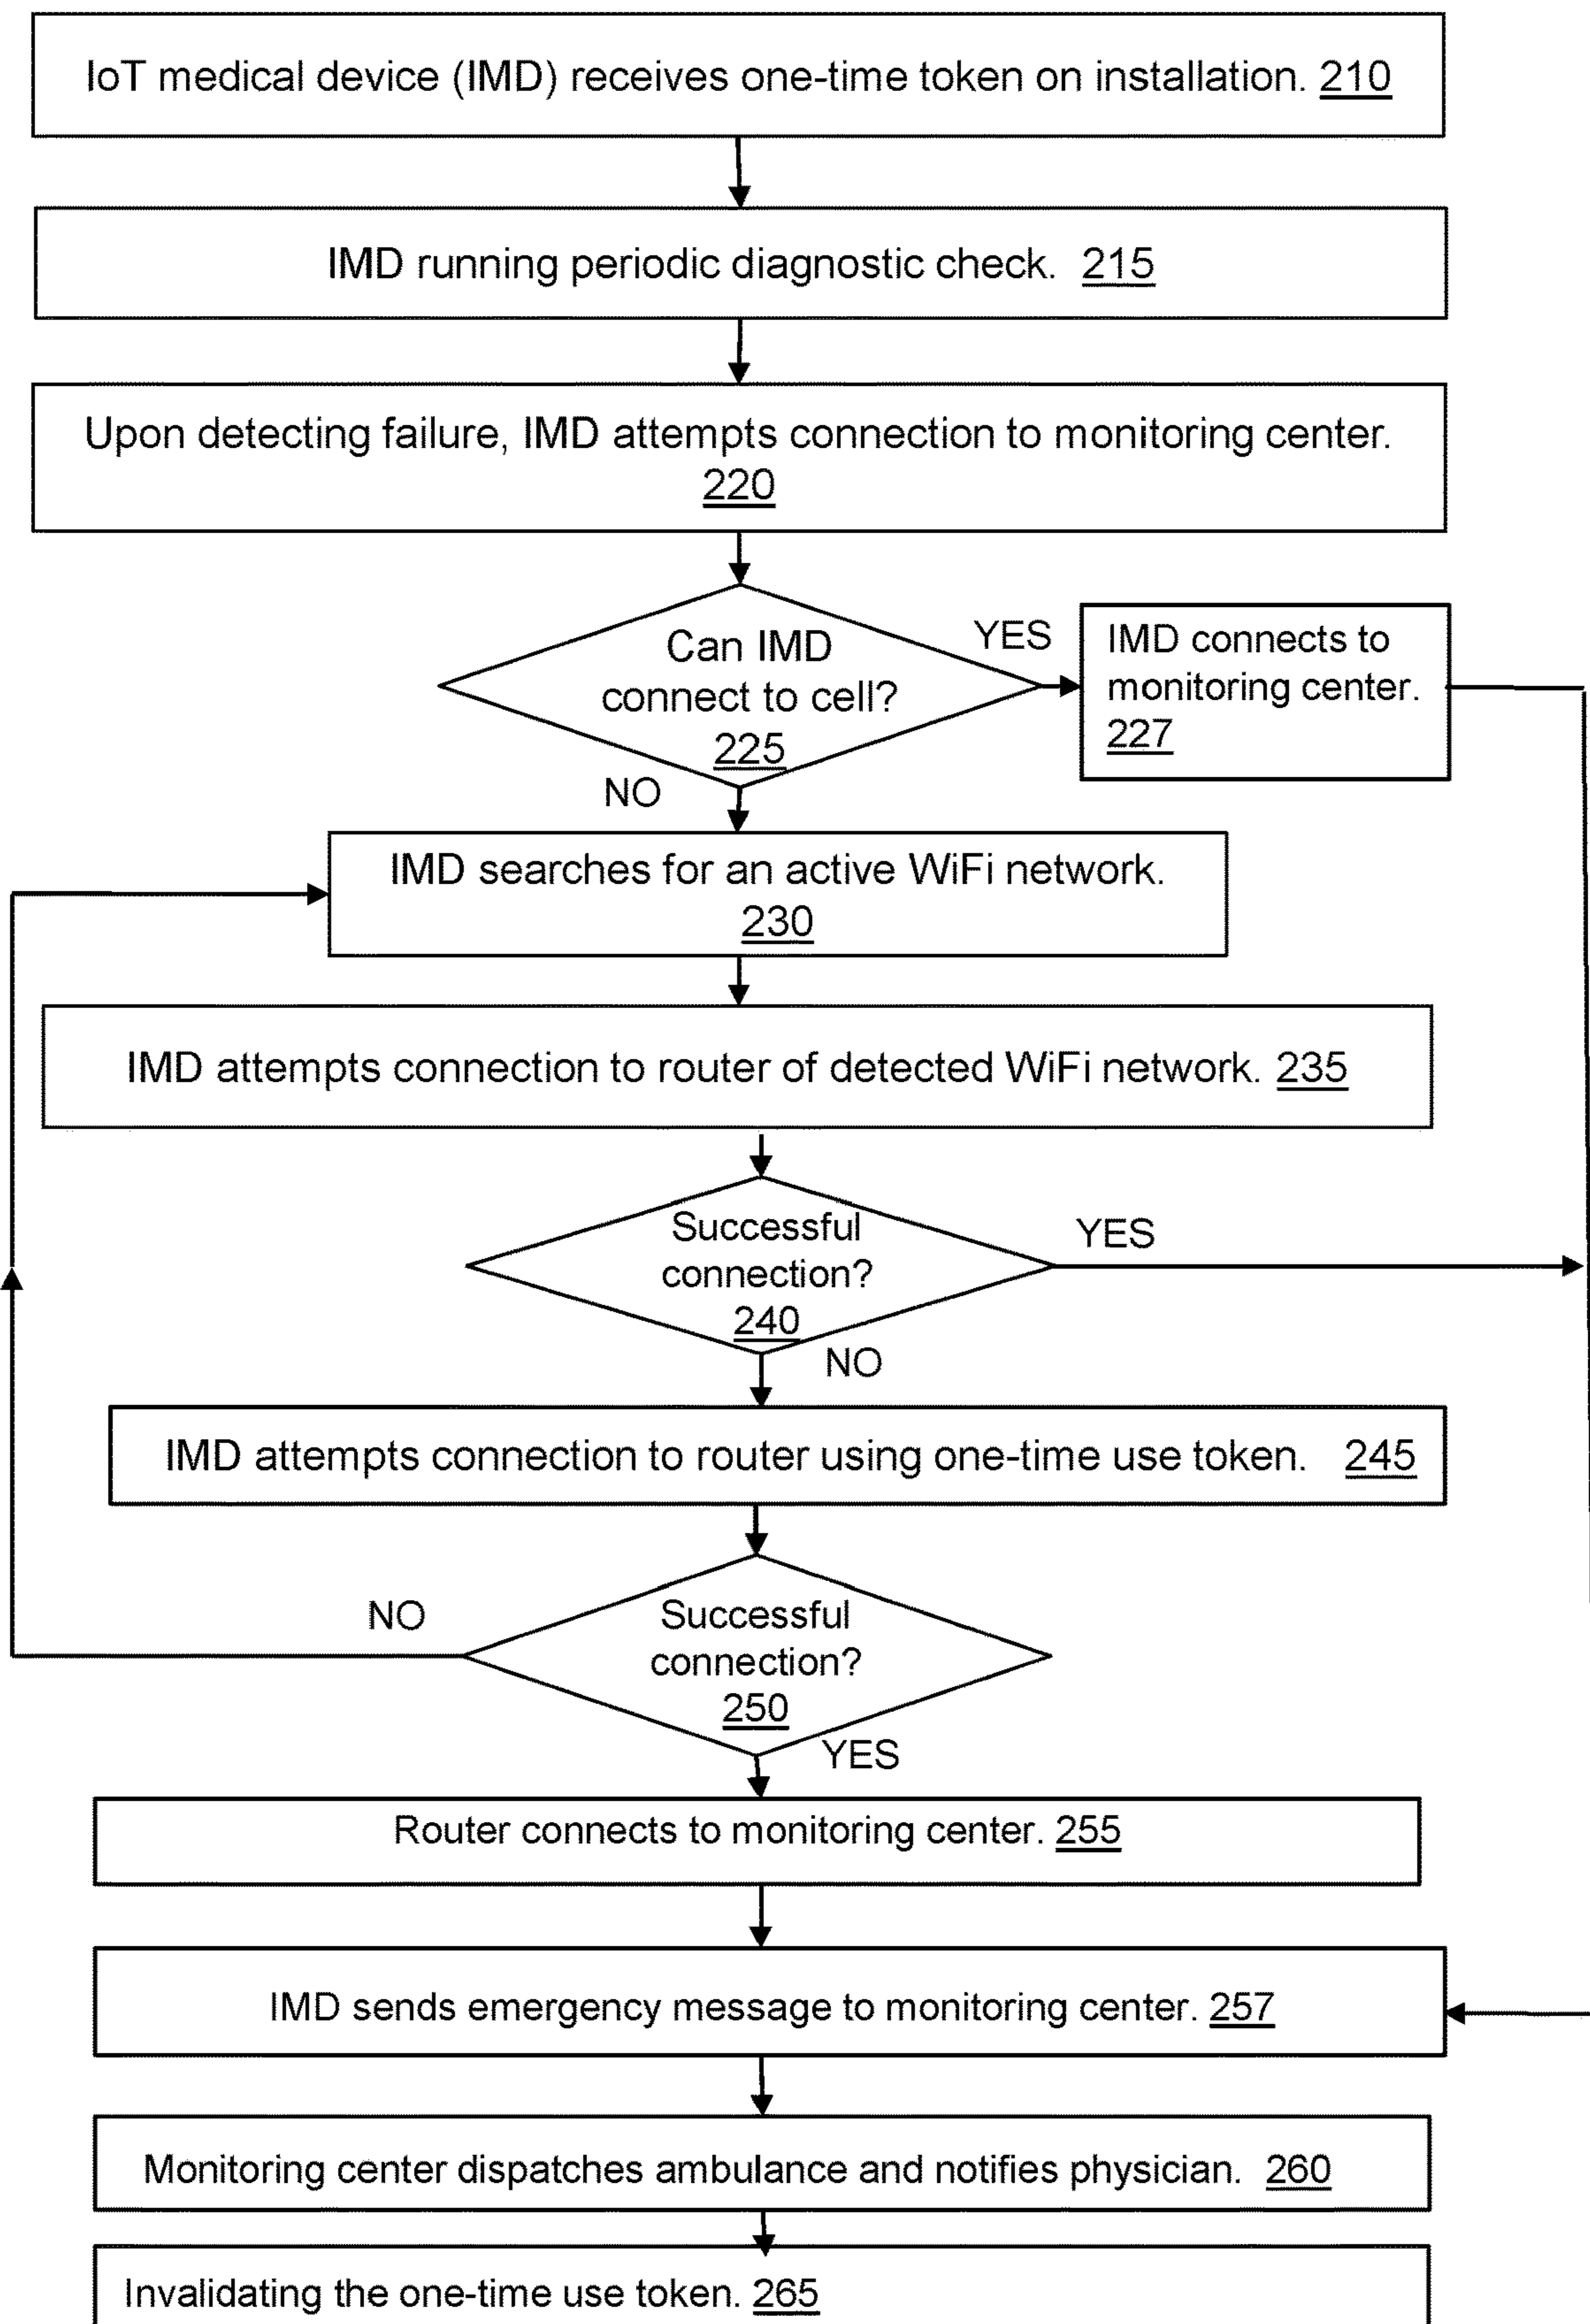 IoT medical device (IMD) receives one-time token on installation. 210
IMD running periodic diagnostic check. 215
Upon detecting failure, IMD attempts connection to monitoring center.
220
Can IMD
connect to cell?
225
YES
IMD connects to
monitoring center.
227
NO
IMD searches for an active WiFi network.
230
IMD attempts connection to router of detected WiFi network. 235
Successful
connection?
240
YES
NO
IMD attempts connection to router using one-time use token. 245
Successful
connection?
250
NO
YES
Router connects to monitoring center. 255
IMD sends emergency message to monitoring center. 257
Monitoring center dispatches ambulance and notifies physician. 260
Invalidating the one-time use token. 265